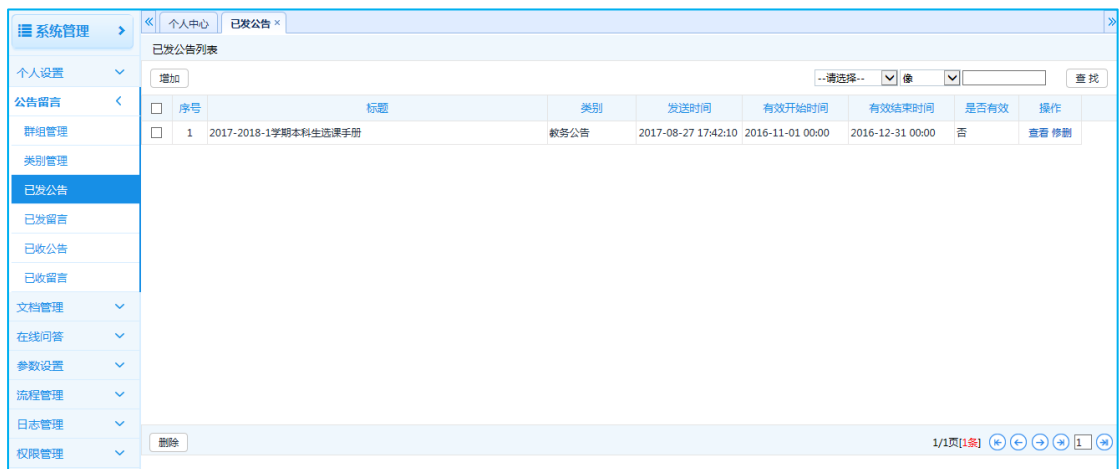 系统管理
个人中心 已发公告 ×
已发公告列表
个人设置
增加 --请选择-- 像 查 找
公告留言
序号 标题 类别 发送时间 有效开始时间 有效结束时间 是否有效 操作
1 2017-2018-1学期本科生选课手册 教务公告 2017-08-27 17:42:10 2016-11-01 00:00 2016-12-31 00:00 否 查看 修删
群组管理
类别管理
已发公告
已发留言
已收公告
已收留言
文档管理
在线问答
参数设置
流程管理
日志管理
权限管理
删除 1/1页[1条] 1